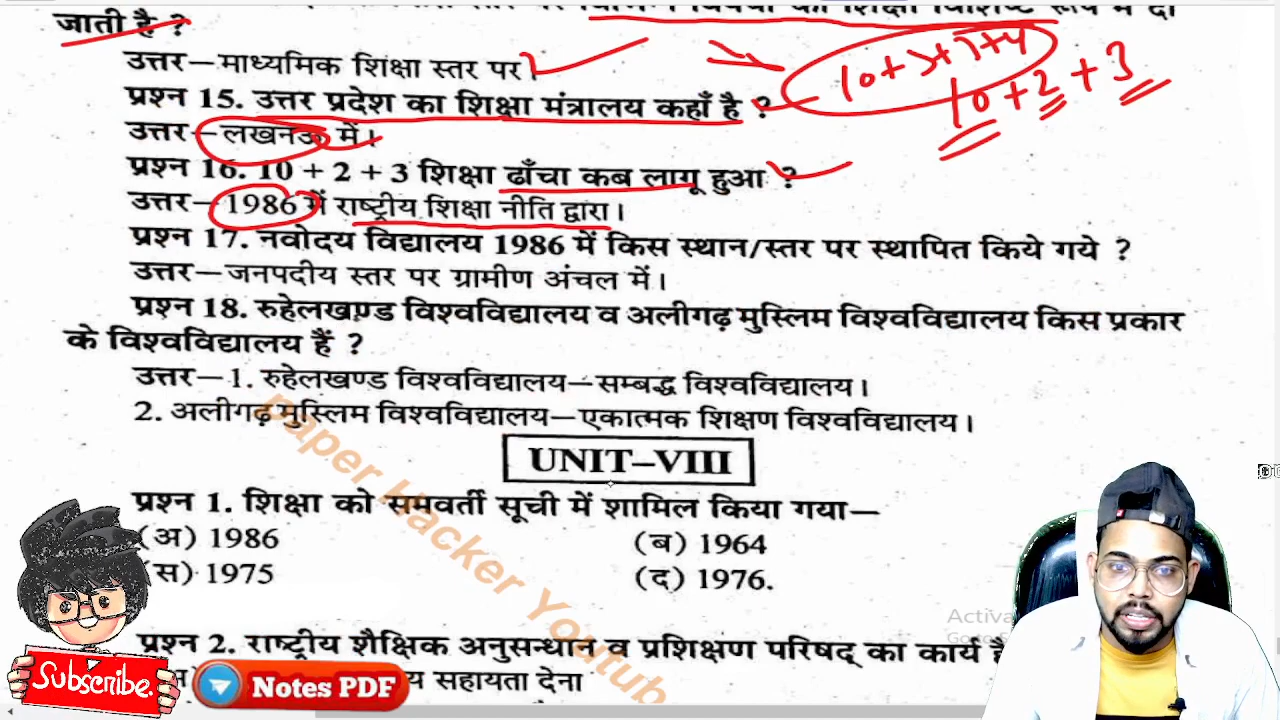 जाती है ?
उत्तर–माध्यमिक शिक्षा स्तर पर।
10 + 2 + 3
प्रश्न 15. उत्तर प्रदेश का शिक्षा मंत्रालय कहाँ है ?
उत्तर–लखनऊ में।
प्रश्न 16. 10 + 2 + 3 शिक्षा ढाँचा कब लागू हुआ ?
उत्तर–1986 में राष्ट्रीय शिक्षा नीति द्वारा।
प्रश्न 17. नवोदय विद्यालय 1986 में किस स्थान/स्तर पर स्थापित किये गये ?
उत्तर–जनपदीय स्तर पर ग्रामीण अंचल में।
प्रश्न 18. रुहेलखण्ड विश्वविद्यालय व अलीगढ़ मुस्लिम विश्वविद्यालय किस प्रकार
के विश्वविद्यालय हैं ?
उत्तर–1. रुहेलखण्ड विश्वविद्यालय–सम्बद्ध विश्वविद्यालय।
2. अलीगढ़ मुस्लिम विश्वविद्यालय–एकात्मक शिक्षण विश्वविद्यालय।
paper Hacker Youtub
UNIT–VIII
प्रश्न 1. शिक्षा को समवर्ती सूची में शामिल किया गया—
(अ) 1986 (ब) 1964
(स) 1975 (द) 1976.
Activa
Go to S
प्रश्न 2. राष्ट्रीय शैक्षिक अनुसन्धान व प्रशिक्षण परिषद् का कार्य है
सहायता देना
Subscribe.
Notes PDF